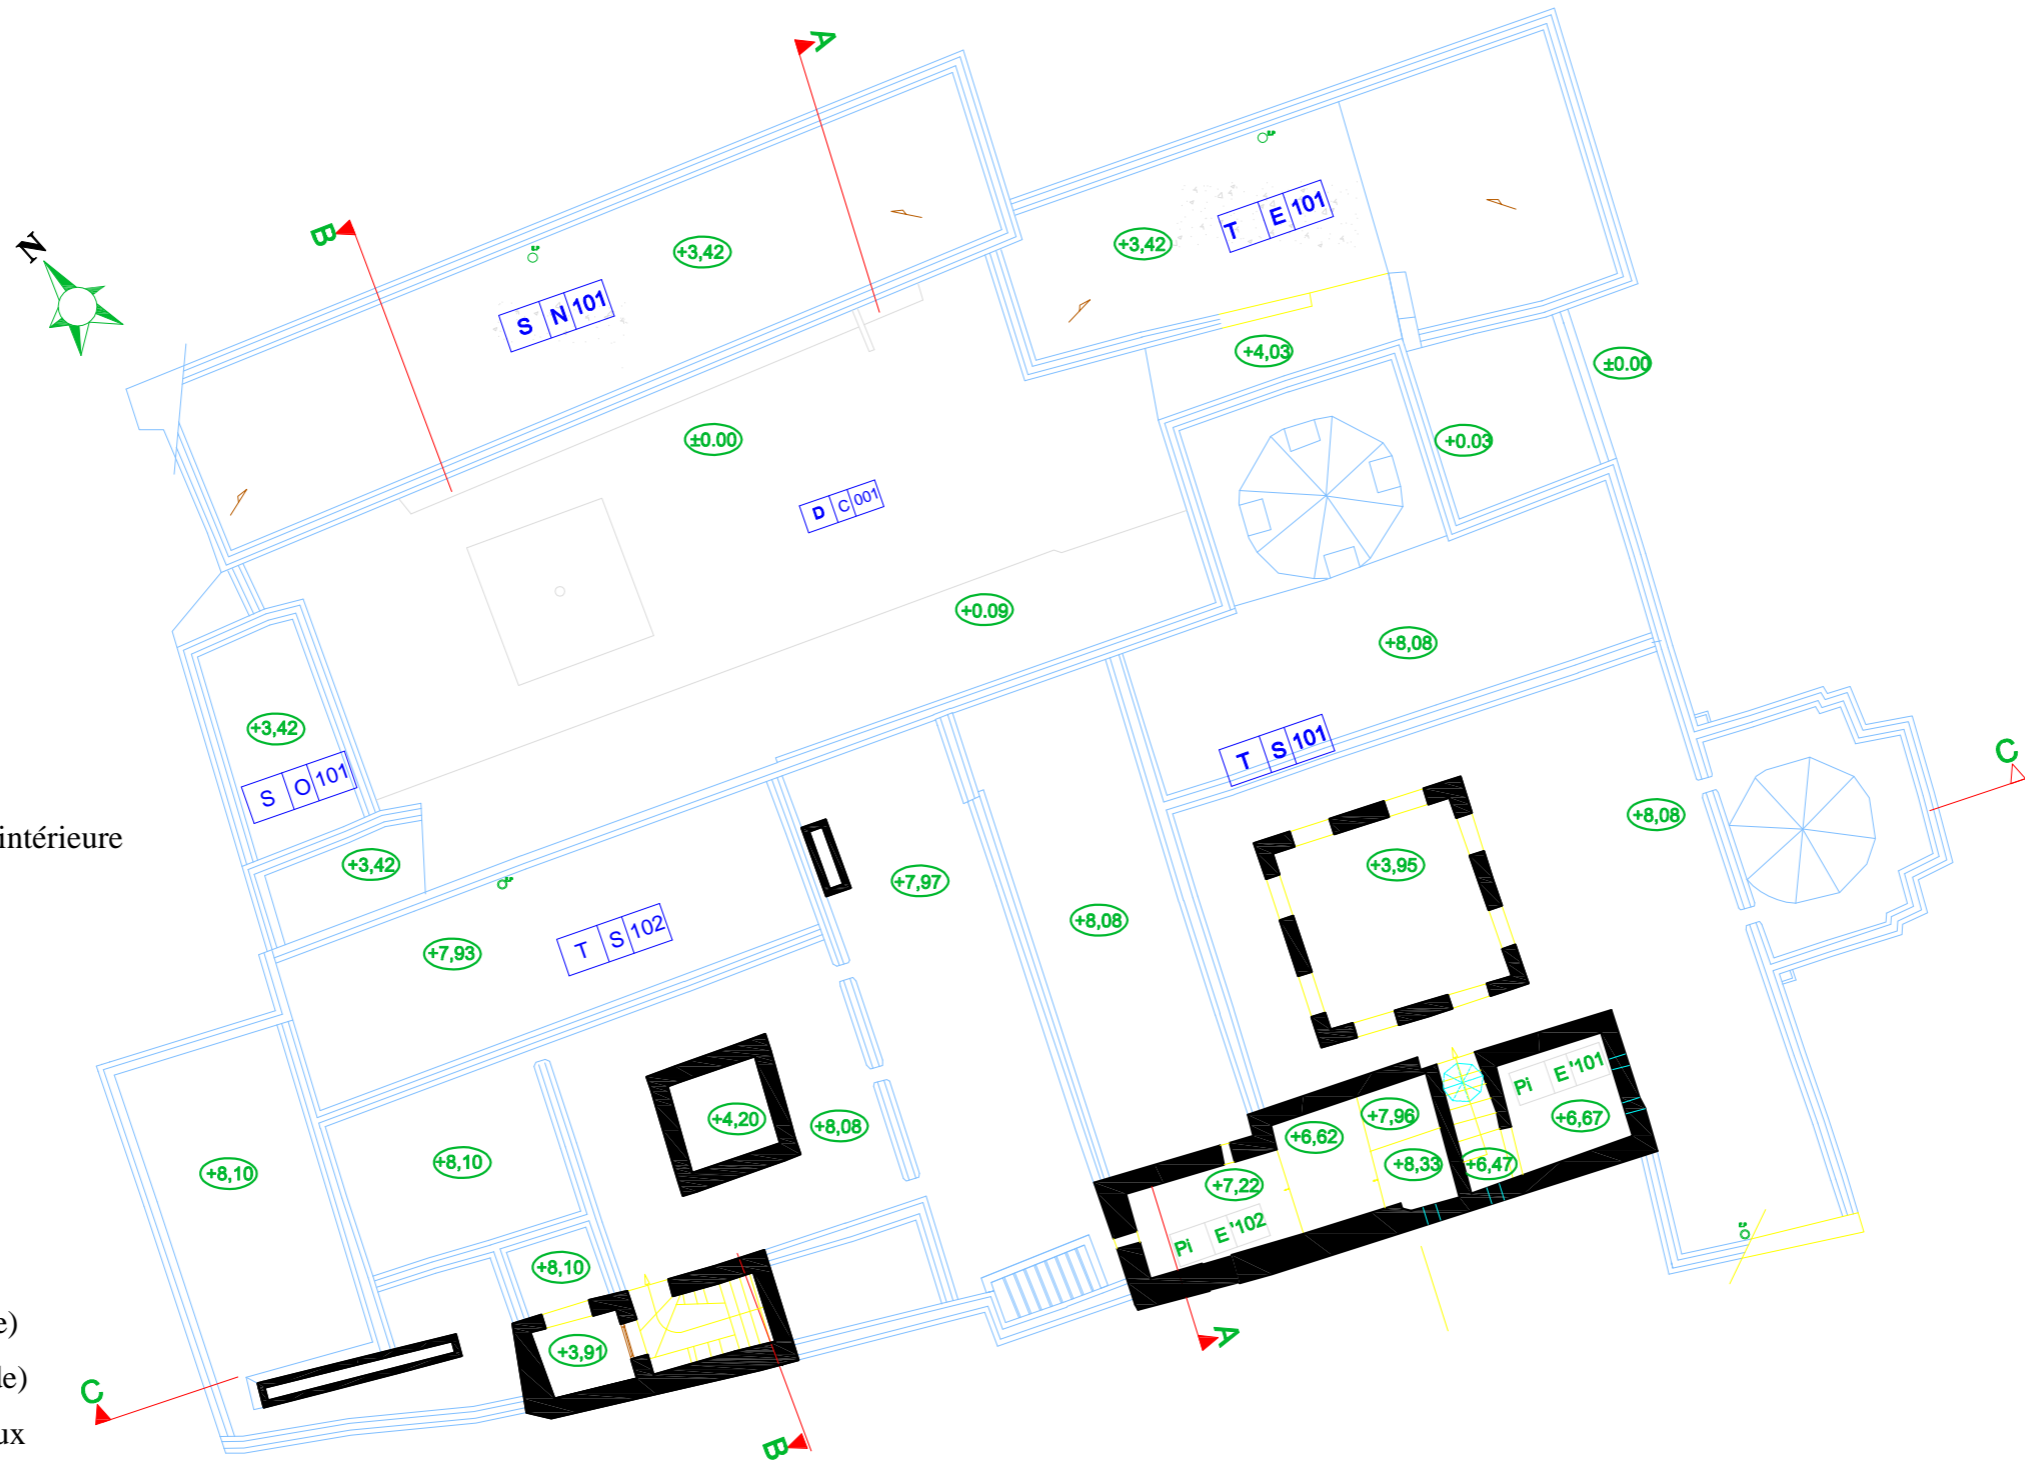 A
N
B
+3,42
S N 101
+3,42
T E 101
+4,03
±0.00
±0.00
+0.03
D C 001
+0.09
+8,08
+3,42
S O 101
T S 101
C
intérieure
+3,42
+7,97
+3,95
+8,08
+7,93
T S 102
+8,08
+4,20
+8,08
+8,10
+8,10
+6,62
+7,96
Pi E'101
+6,67
+7,22
+8,33
+6,47
Pi E'102
+8,10
e)
+3,91
A
C
le)
B
ux